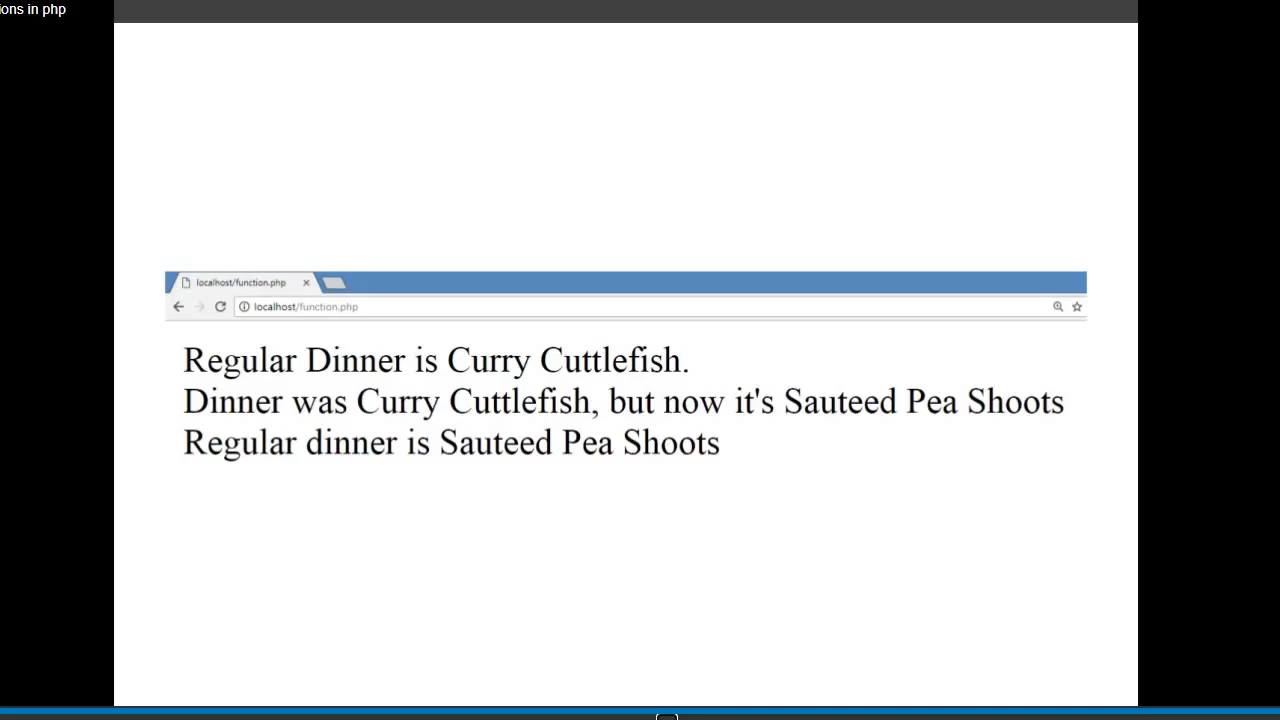 ions in php
localhost/function.php
localhost/function.php
Regular Dinner is Curry Cuttlefish.
Dinner was Curry Cuttlefish, but now it's Sauteed Pea Shoots
Regular dinner is Sauteed Pea Shoots